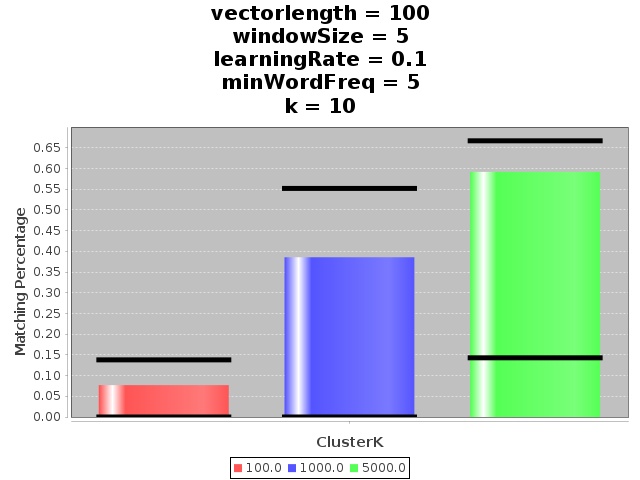 vectorlength = 100
windowSize = 5
learningRate = 0.1
minWordFreq = 5
k = 10
0.65
0.60
0.55
0.50
0.45
0.40
0.35
0.30
0.25
0.20
0.15
0.10
0.05
0.00
Matching Percentage
ClusterK
100.0 1000.0 5000.0